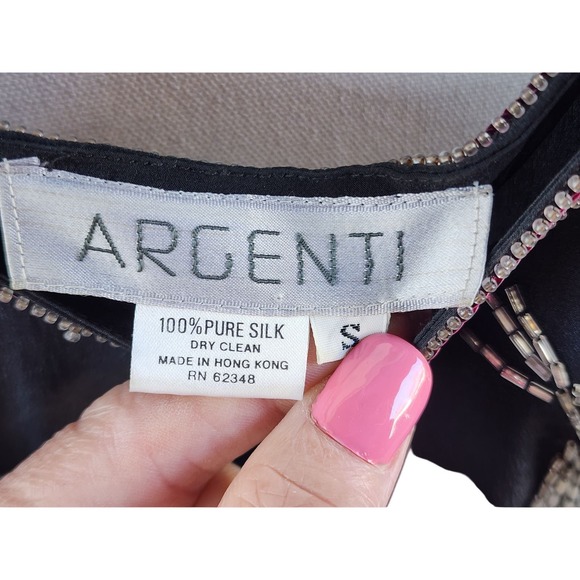 ARGENTI
100% PURE SILK
DRY CLEAN
MADE IN HONG KONG
RN 62348
S